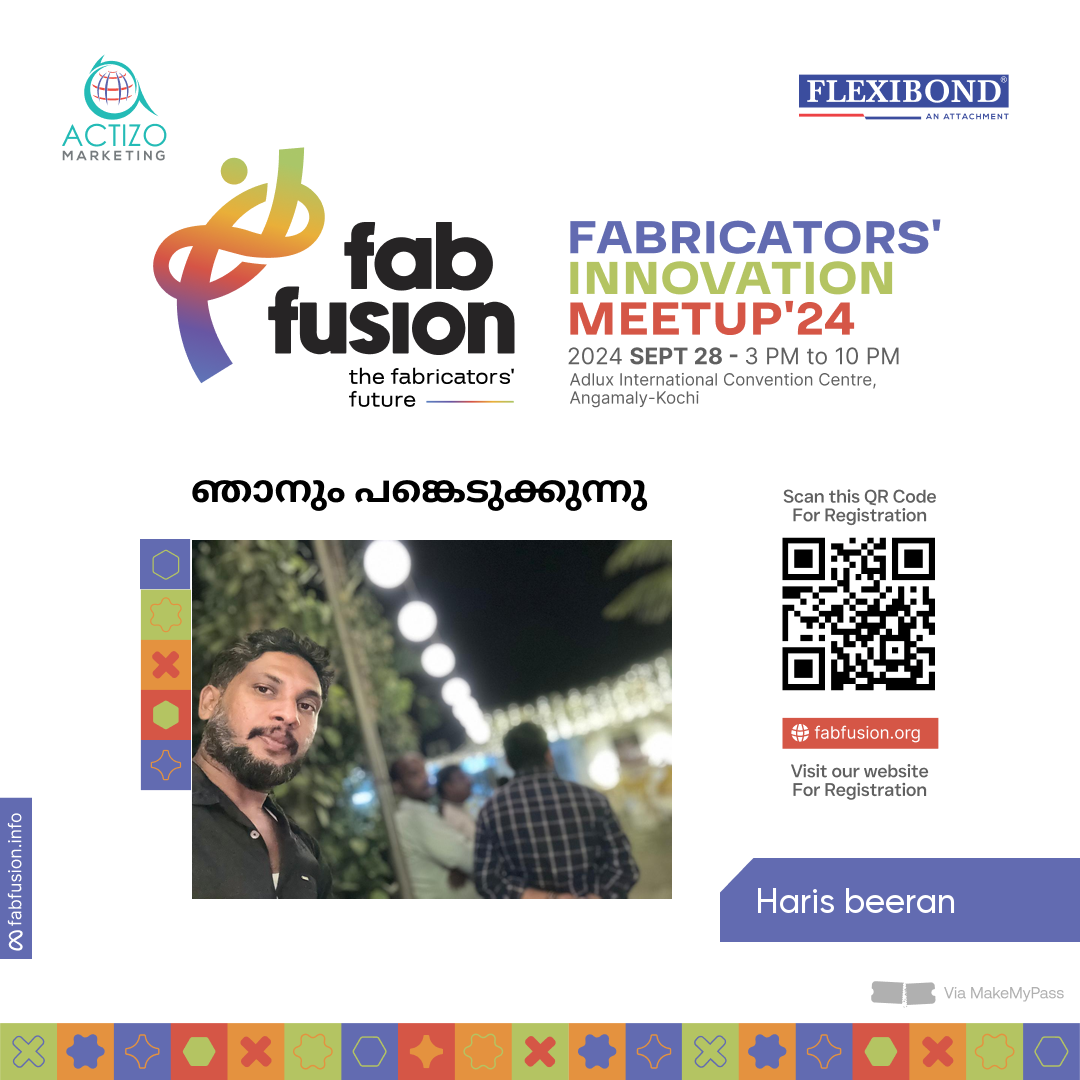 ACTIZO
MARKETING
FLEXIBOND®
AN ATTACHMENT
fab
fusion
the fabricators'
future
FABRICATORS'
INNOVATION
MEETUP'24
2024 SEPT 28 - 3 PM to 10 PM
Adlux International Convention Centre,
Angamaly-Kochi
ഞാനും പങ്കെടുക്കുന്നു
Scan this QR Code
For Registration
fabfusion.org
Visit our website
For Registration
fabfusion.info
Haris beeran
Via MakeMyPass